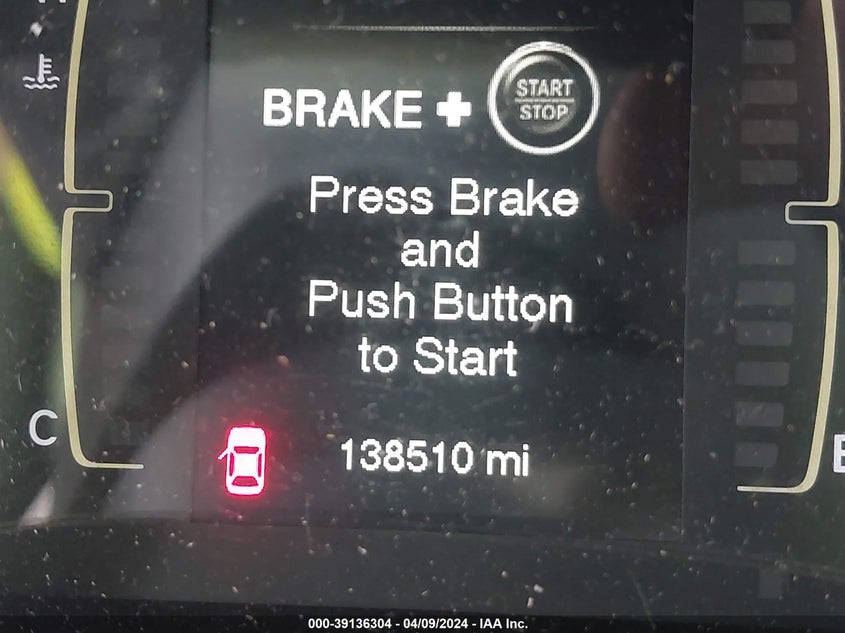 BRAKE + START
STOP
Press Brake
and
Push Button
to Start
C
138510 mi
E
000-39136304 - 04/09/2024 - IAA Inc.